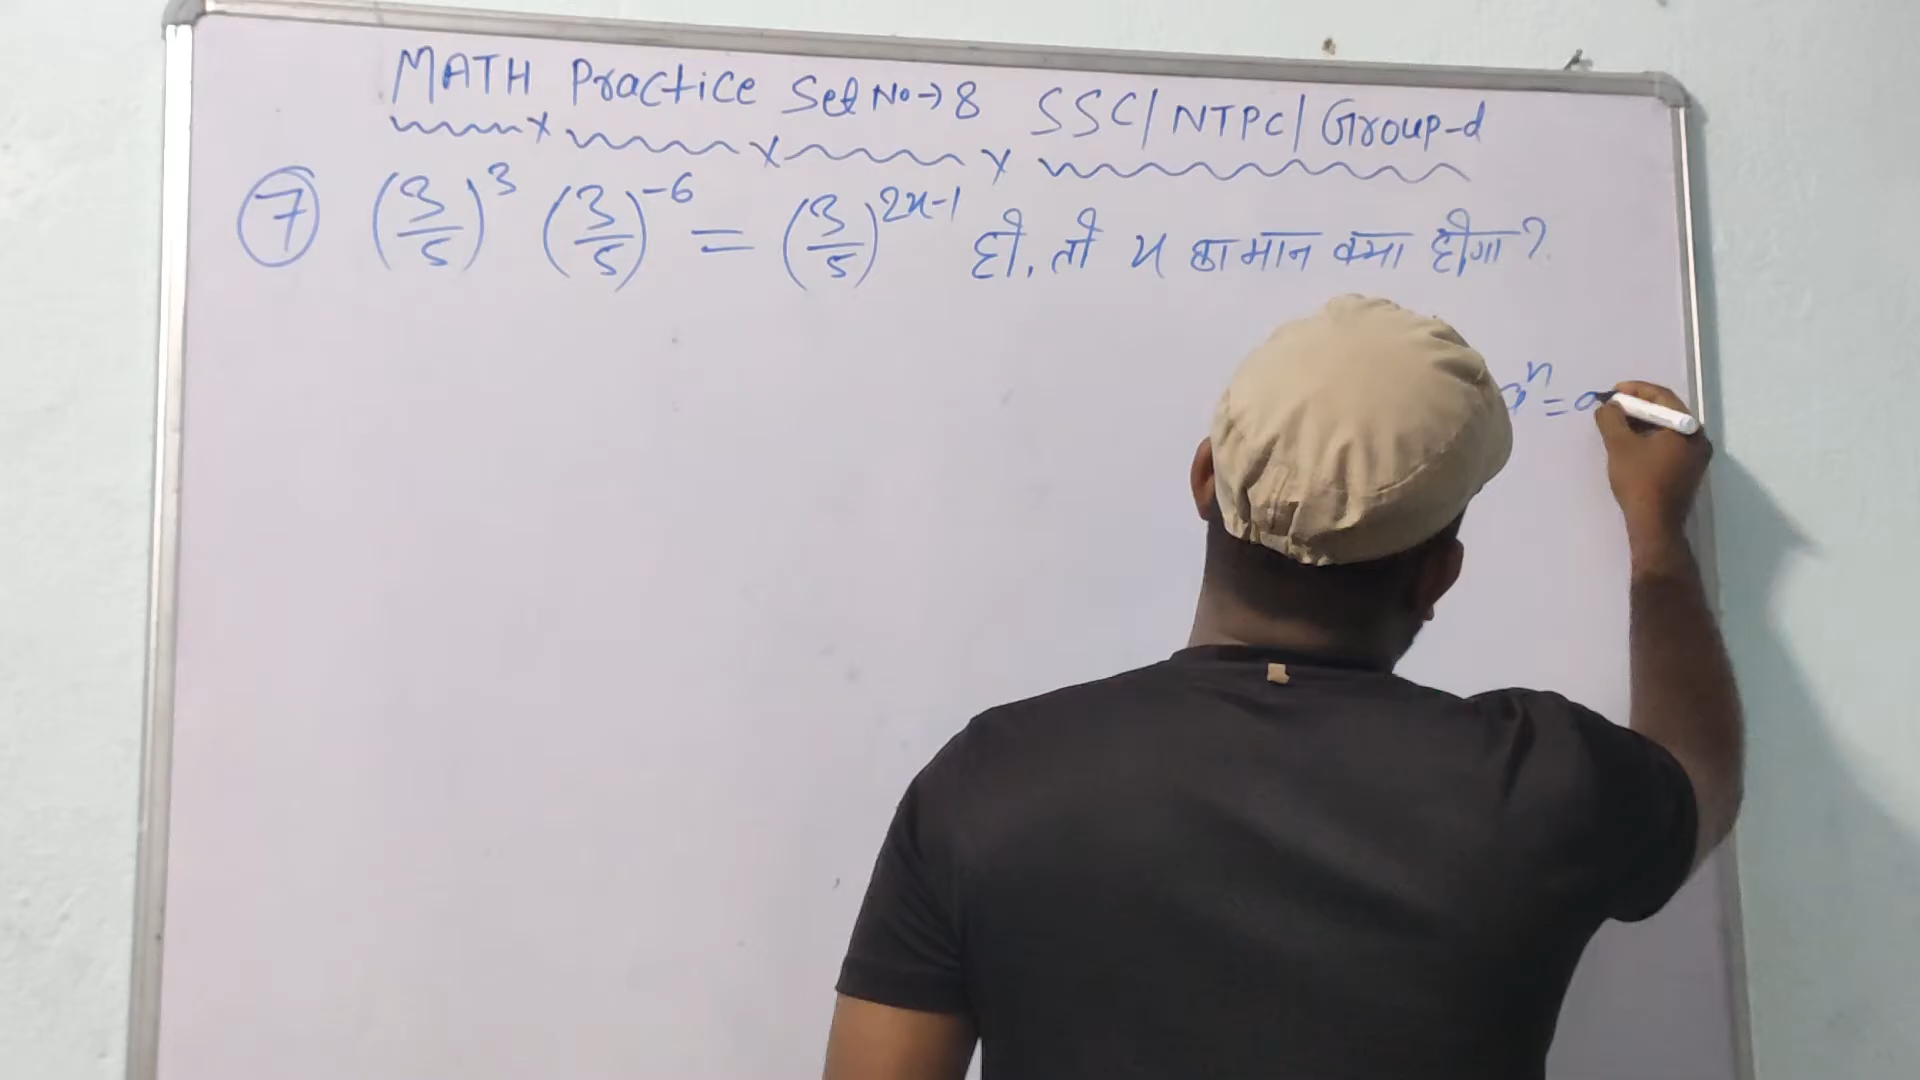 MATH Practice Set No→8 SSC/NTPC/Group-d
⑦ (3/5)^3 (3/5)^-6 = (3/5)^2x-1 हो, तो x का मान क्या होगा?
^n =